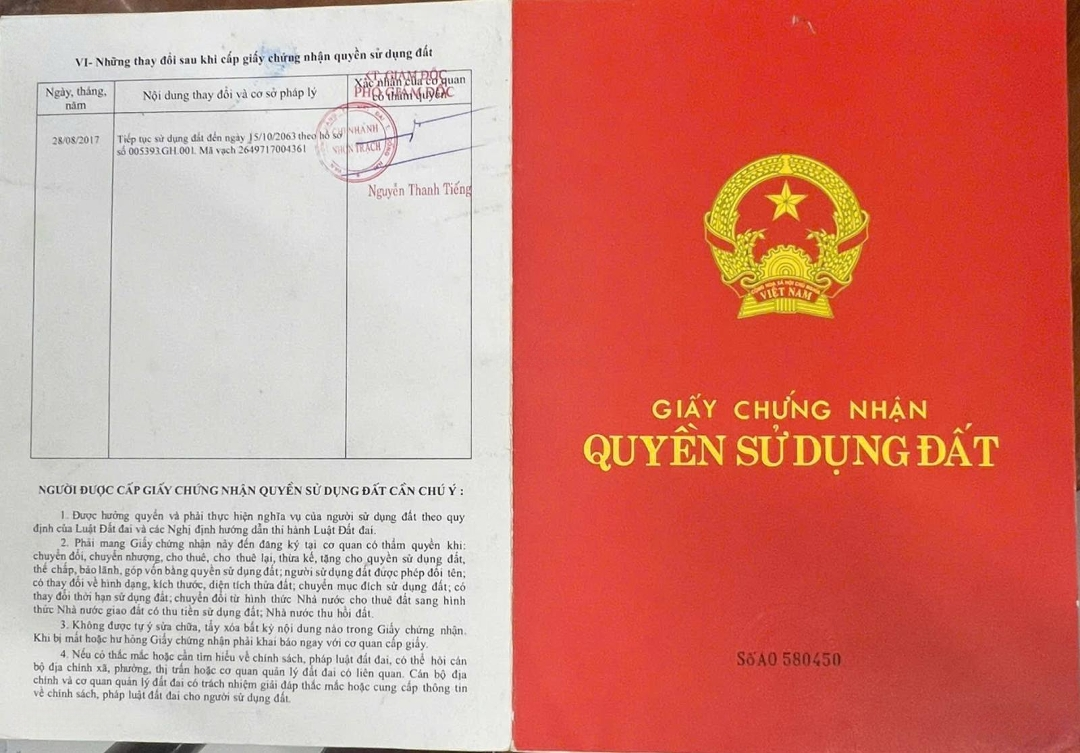 VI- Những thay đổi sau khi cấp giấy chứng nhận quyền sử dụng đất
Ngày, tháng, năm
Nội dung thay đổi và cơ sở pháp lý
Xác nhận của cơ quan
có thẩm quyền
KT. GIÁM ĐỐC
PHÓ GIÁM ĐỐC
28/08/2017
Tiếp tục sử dụng đất đến ngày 15/10/2063 theo hồ sơ
số 005393.GH.001. Mã vạch 2649717004361
CHI NHÁNH
NHƠN TRẠCH
Nguyễn Thanh Tiếng
NGƯỜI ĐƯỢC CẤP GIẤY CHỨNG NHẬN QUYỀN SỬ DỤNG ĐẤT CẦN CHÚ Ý :
1. Được hưởng quyền và phải thực hiện nghĩa vụ của người sử dụng đất theo quy
định của Luật Đất đai và các Nghị định hướng dẫn thi hành Luật Đất đai.
2. Phải mang Giấy chứng nhận này đến đăng ký tại cơ quan có thẩm quyền khi:
chuyển đổi, chuyển nhượng, cho thuê, cho thuê lại, thừa kế, tặng cho quyền sử dụng đất,
thế chấp, bảo lãnh, góp vốn bằng quyền sử dụng đất; người sử dụng đất được phép đổi tên;
có thay đổi về hình dạng, kích thước, diện tích thửa đất; chuyển mục đích sử dụng đất; có
thay đổi thời hạn sử dụng đất; chuyển đổi từ hình thức Nhà nước cho thuê đất sang hình
thức Nhà nước giao đất có thu tiền sử dụng đất; Nhà nước thu hồi đất.
3. Không được tự ý sửa chữa, tẩy xóa bất kỳ nội dung nào trong Giấy chứng nhận.
Khi bị mất hoặc hư hỏng Giấy chứng nhận phải khai báo ngay với cơ quan cấp giấy.
4. Nếu có thắc mắc hoặc cần tìm hiểu về chính sách, pháp luật đất đai, có thể hỏi cán
bộ địa chính xã, phường, thị trấn hoặc cơ quan quản lý đất đai có liên quan. Cán bộ địa
chính và cơ quan quản lý đất đai có trách nhiệm giải đáp thắc mắc hoặc cung cấp thông tin
về chính sách, pháp luật đất đai cho người sử dụng đất.
CỘNG HÒA XÃ HỘI CHỦ NGHĨA
VIỆT NAM
GIẤY CHỨNG NHẬN
QUYỀN SỬ DỤNG ĐẤT
Số AO 580450